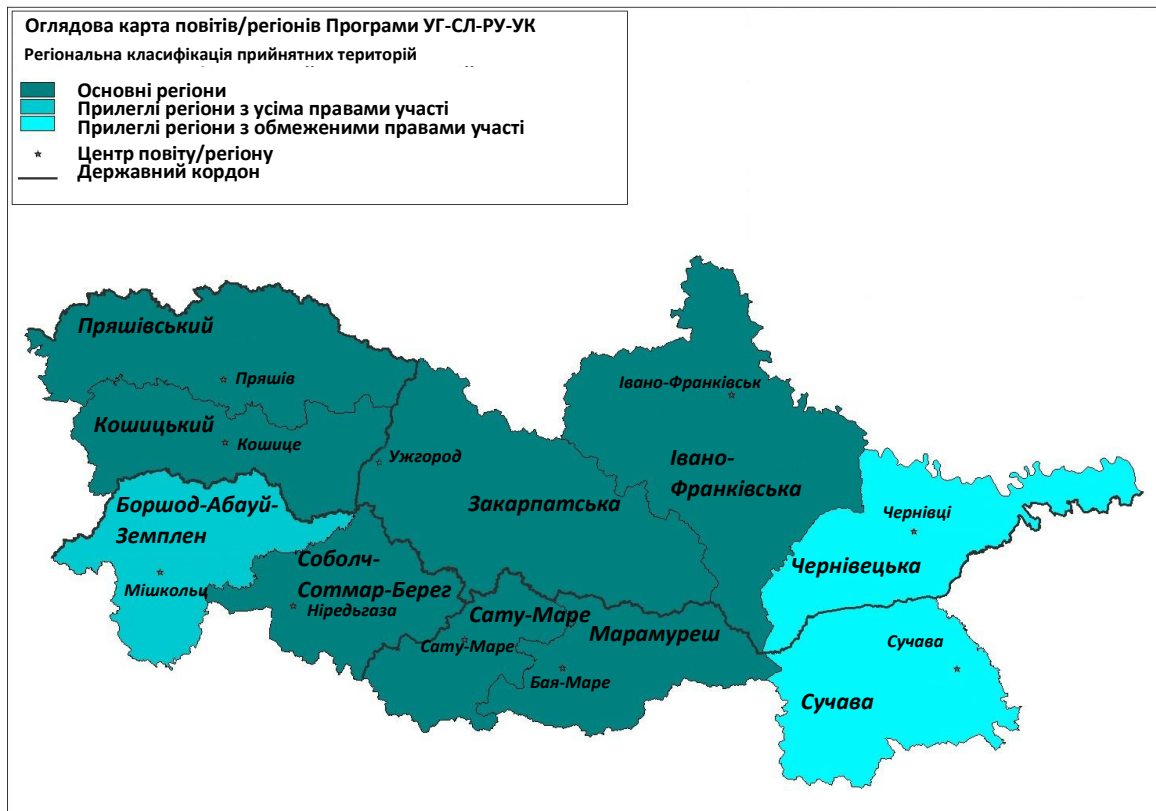 Оглядова карта повітів/регіонів Програми УГ-СЛ-РУ-УК
Регіональна класифікація прийнятних територій
Основні регіони
Прилеглі регіони з усіма правами участі
Прилеглі регіони з обмеженими правами участі
Центр повіту/регіону
Державний кордон
Пряшівський
Пряшів
Івано-Франківськ
Кошицький
Кошице
Ужгород
Івано-
Франківська
Закарпатська
Боршод-Абауй-
Земплен
Чернівці
Соболч-
Сотмар-Берег
Чернівецька
Мішкольц
Ніредьгаза
Сату-Маре
Марамуреш
Сату-Маре
Сучава
Бая-Маре
Сучава